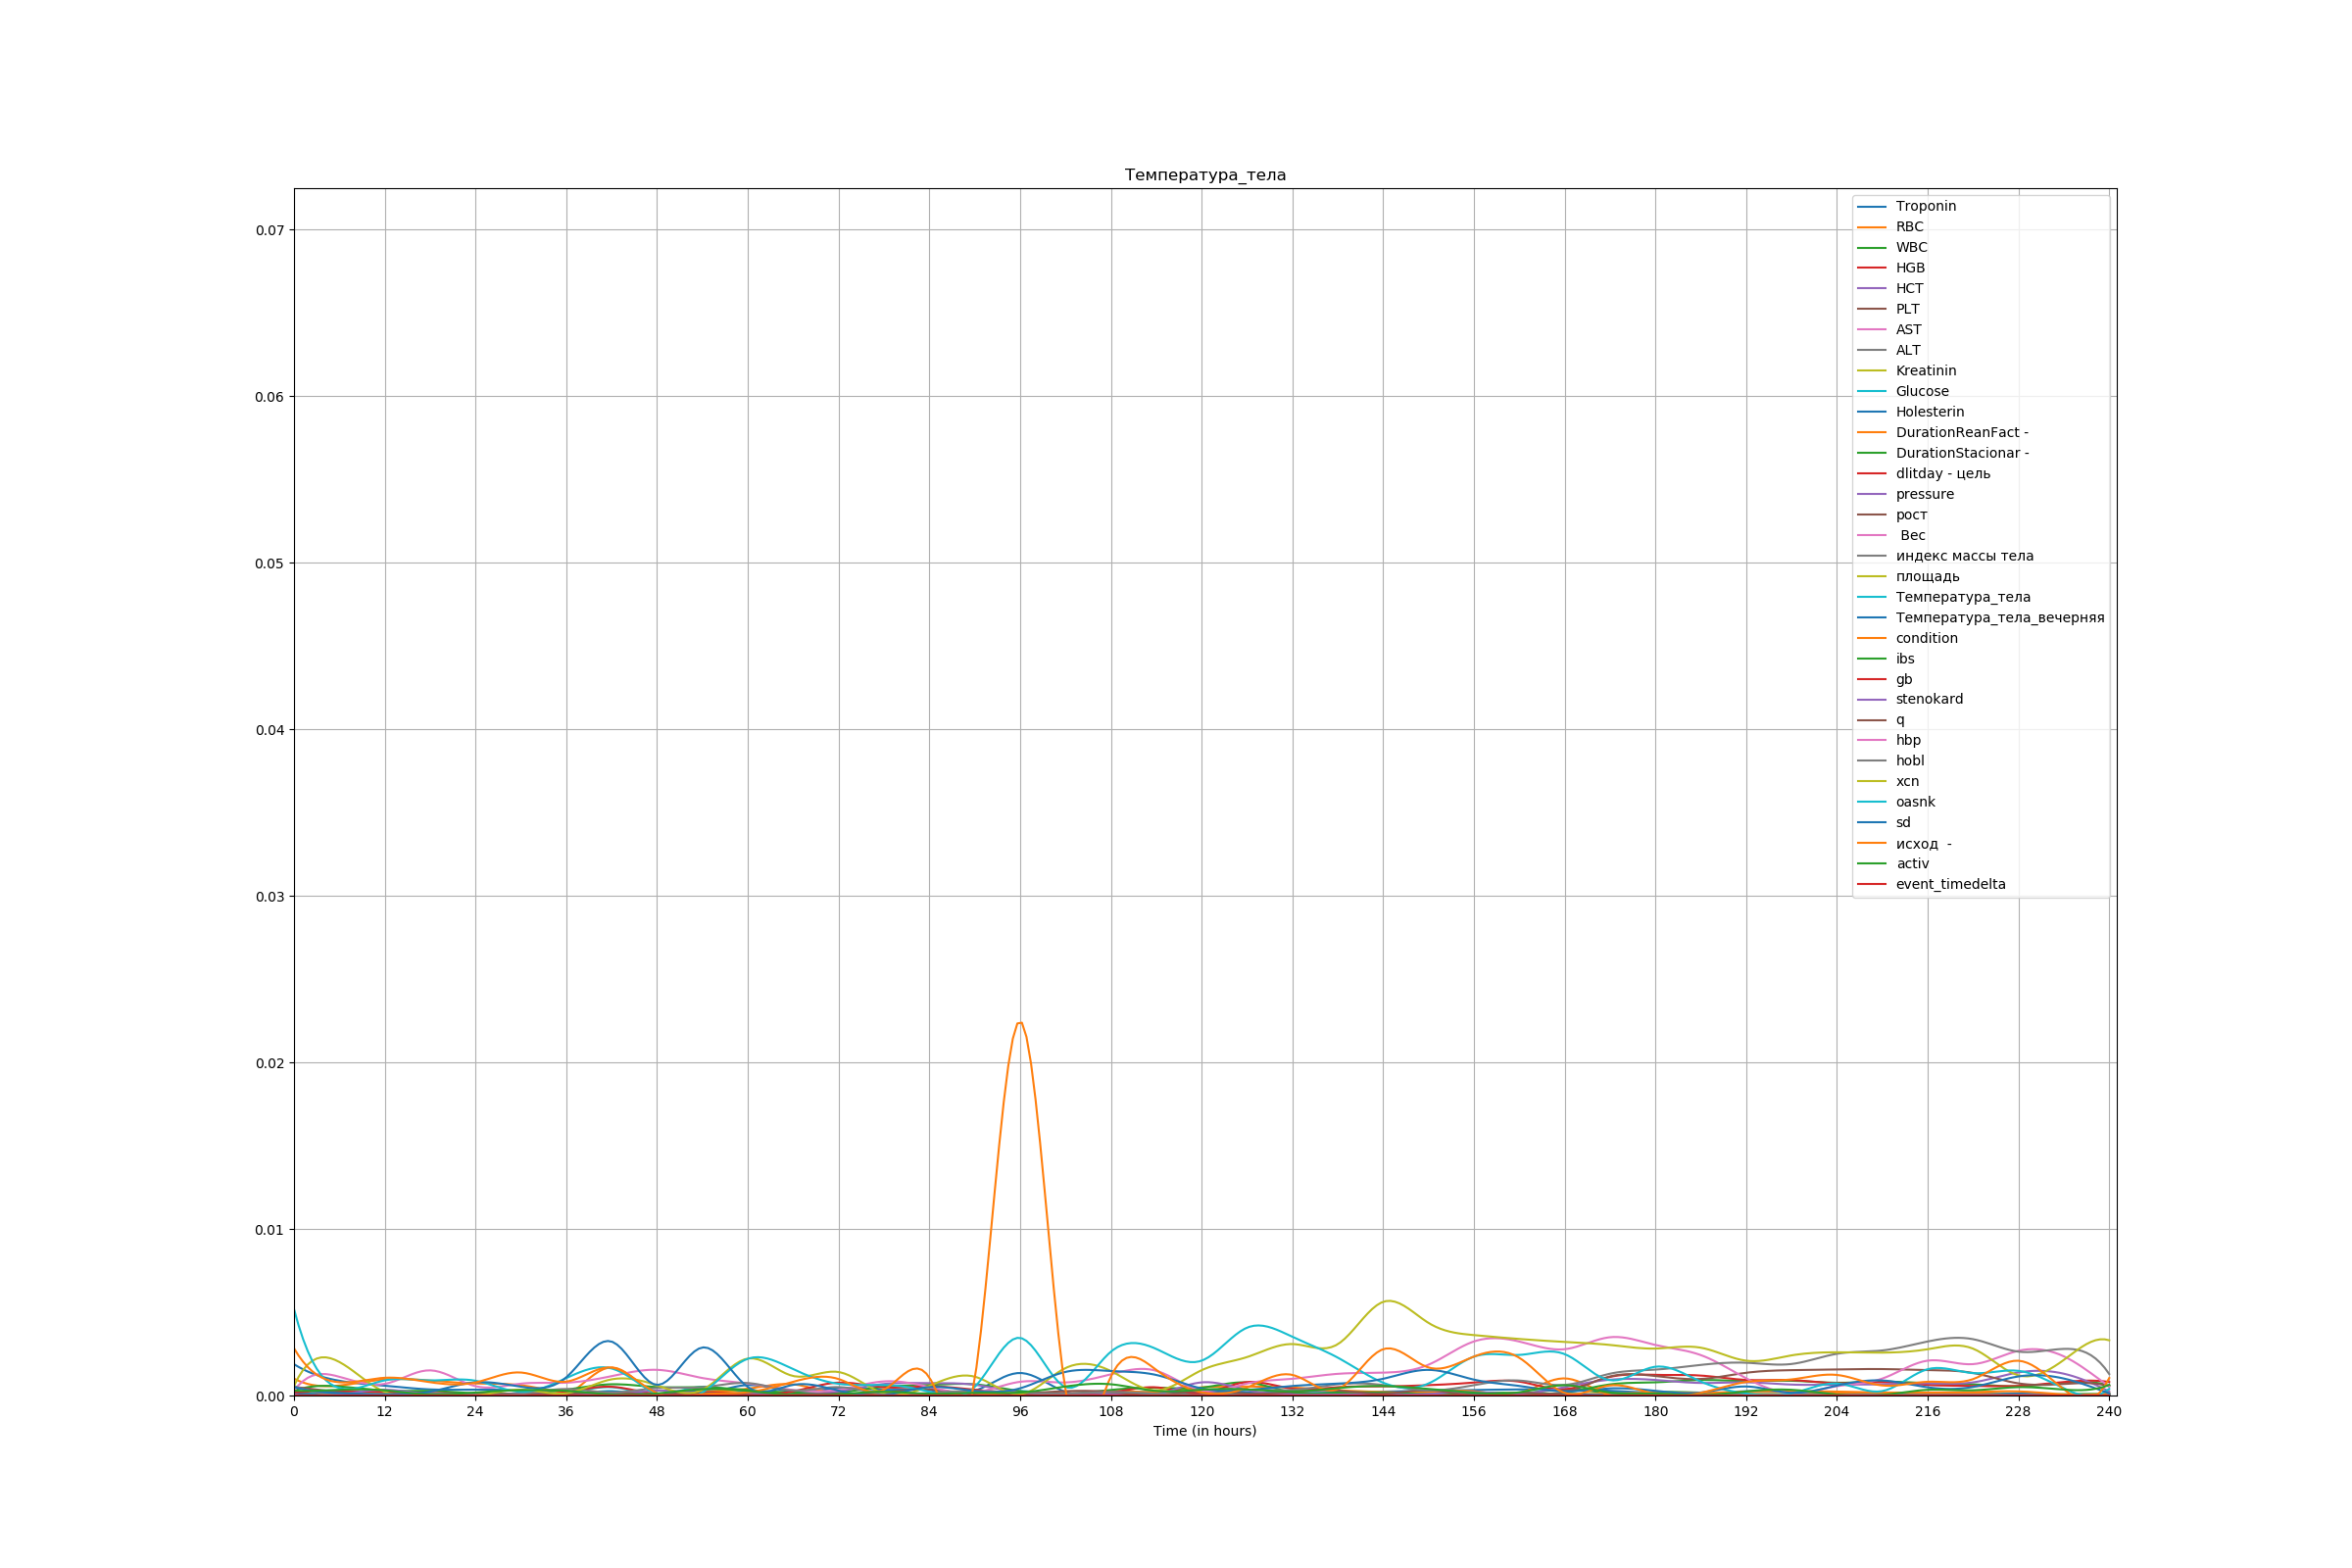 Температура_тела
0.07
0.06
0.05
0.04
0.03
0.02
0.01
0.00
Troponin
RBC
WBC
HGB
HCT
PLT
AST
ALT
Kreatinin
Glucose
Holesterin
DurationReanFact -
DurationStacionar -
dlitday - цель
pressure
рост
Вес
индекс массы тела
площадь
Температура_тела
Температура_тела_вечерняя
condition
ibs
gb
stenokard
q
hbp
hobl
xcn
oasnk
sd
исход  -
activ
event_timedelta
0 12 24 36 48 60 72 84 96 108 120 132 144 156 168 180 192 204 216 228 240
Time (in hours)